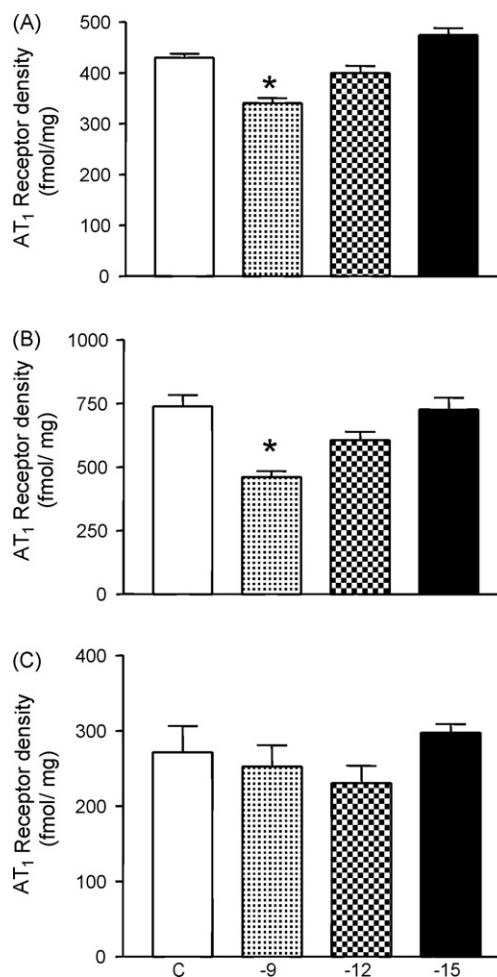 (A)
AT₁ Receptor density
(fmol/mg)
500
400
300
200
100
0
*
(B)
AT₁ Receptor density
(fmol/ mg)
1000
750
500
250
0
*
(C)
AT₁ Receptor density
(fmol/ mg)
400
300
200
100
0
C -9 -12 -15